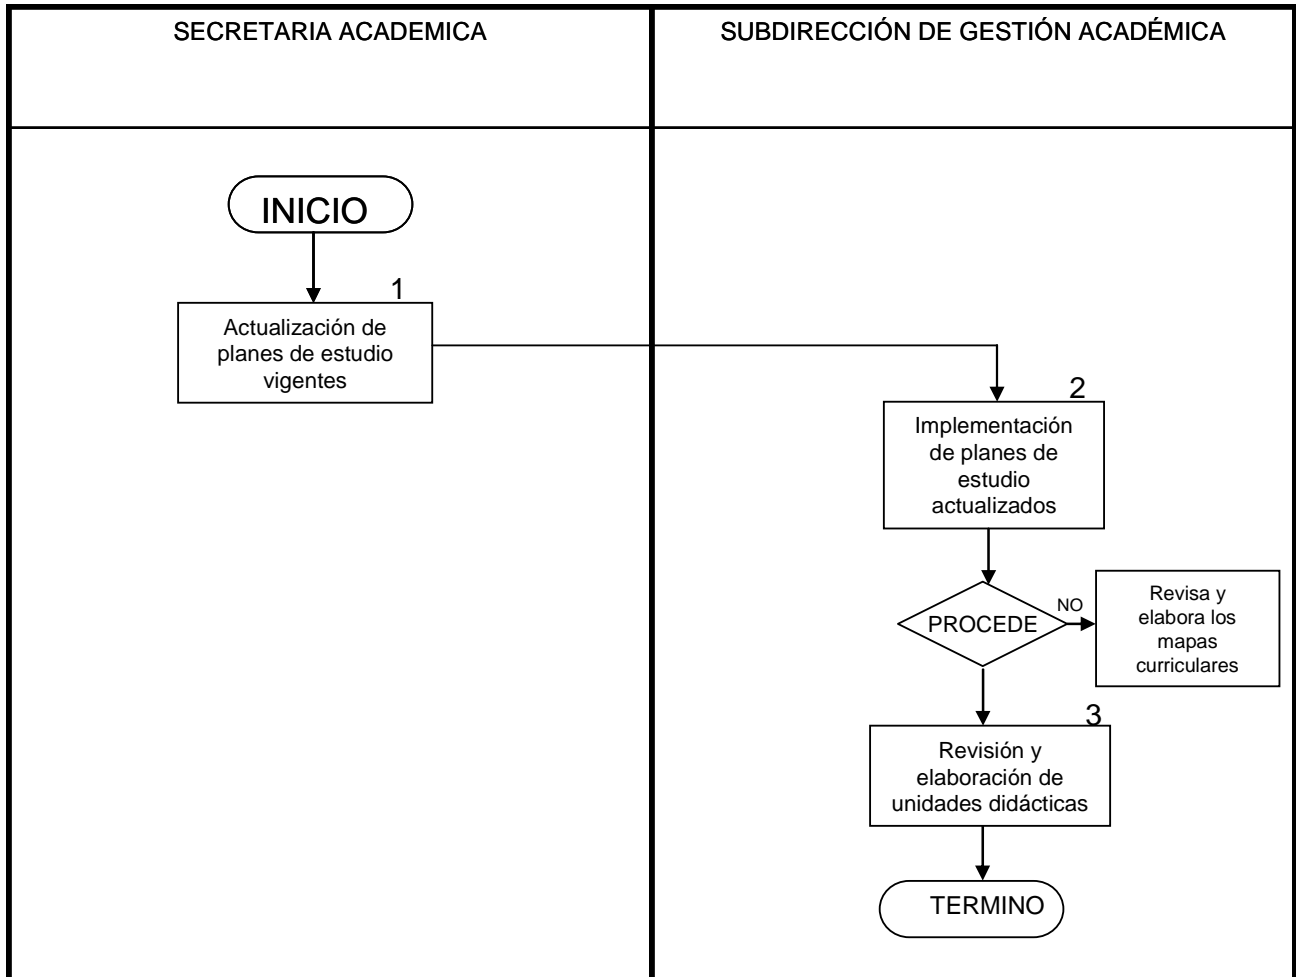 SECRETARIA ACADEMICA
SUBDIRECCIÓN DE GESTIÓN ACADÉMICA
INICIO
1
Actualización de
planes de estudio
vigentes
2
Implementación
de planes de
estudio
actualizados
PROCEDE
NO
Revisa y
elabora los
mapas
curriculares
3
Revisión y
elaboración de
unidades didácticas
TERMINO